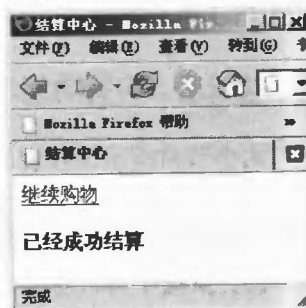 结算中心 - Mozilla Fir
文件(F) 编辑(E) 查看(V) 转到(G)
Mozilla Firefox 帮助
结算中心
继续购物
已经成功结算
完成